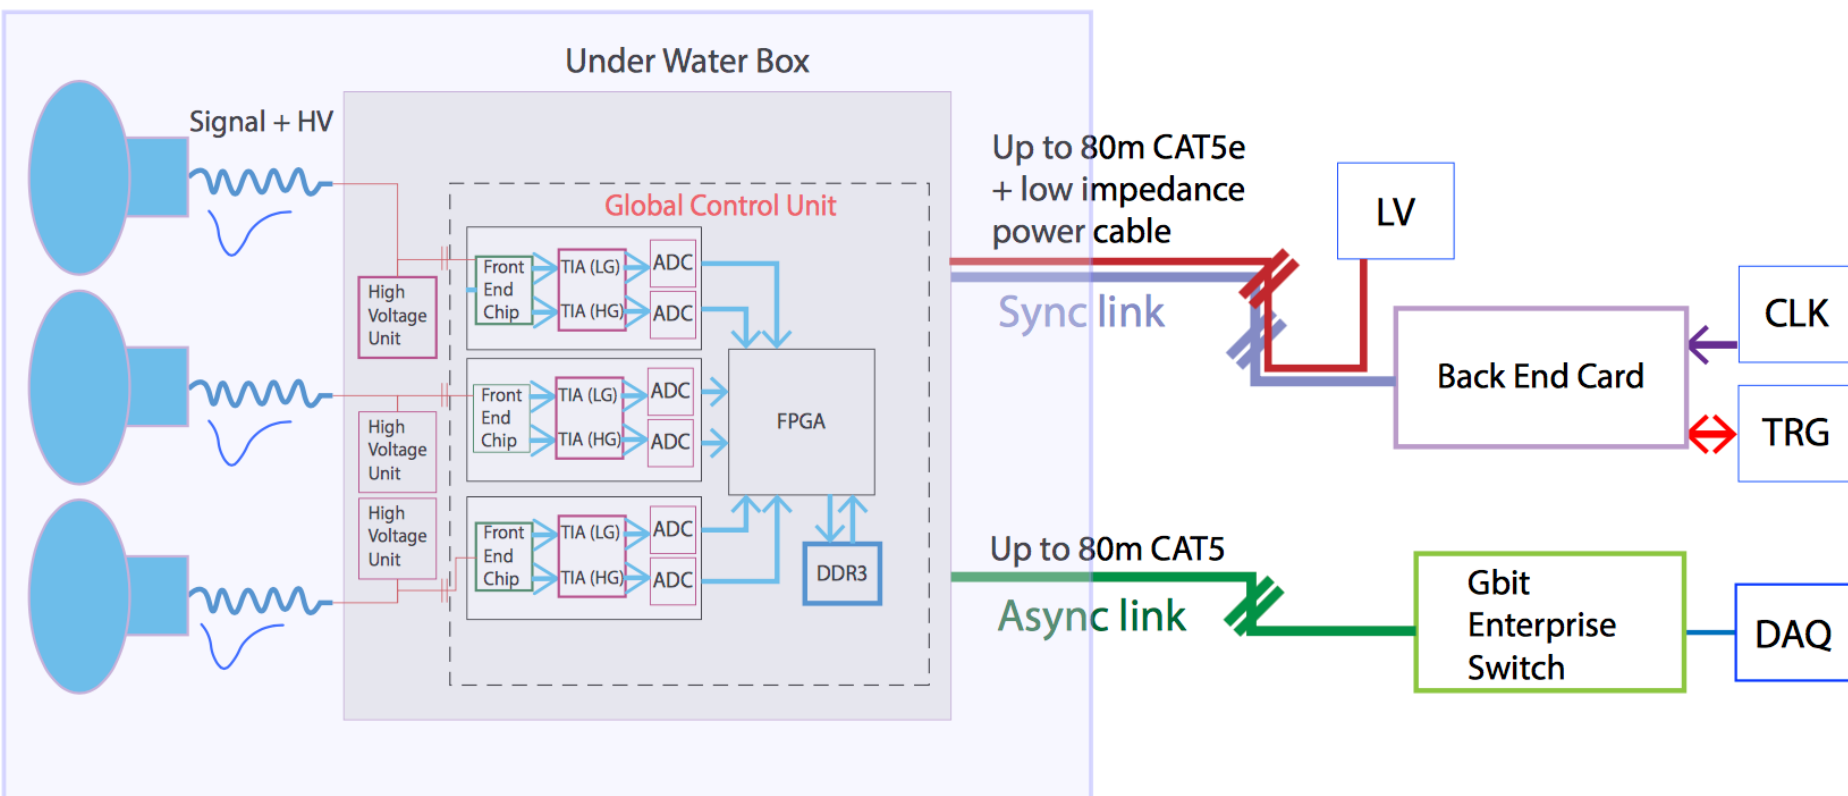 Under Water Box
Signal + HV
Global Control Unit
High
Voltage
Unit
Front
End
Chip
TIA (LG)
TIA (HG)
ADC
ADC
High
Voltage
Unit
Front
End
Chip
TIA (LG)
TIA (HG)
ADC
ADC
High
Voltage
Unit
Front
End
Chip
TIA (LG)
TIA (HG)
ADC
ADC
FPGA
DDR3
Up to 80m CAT5e
+ low impedance
power cable
Sync link
LV
Back End Card
CLK
TRG
Up to 80m CAT5
Async link
Gbit
Enterprise
Switch
DAQ